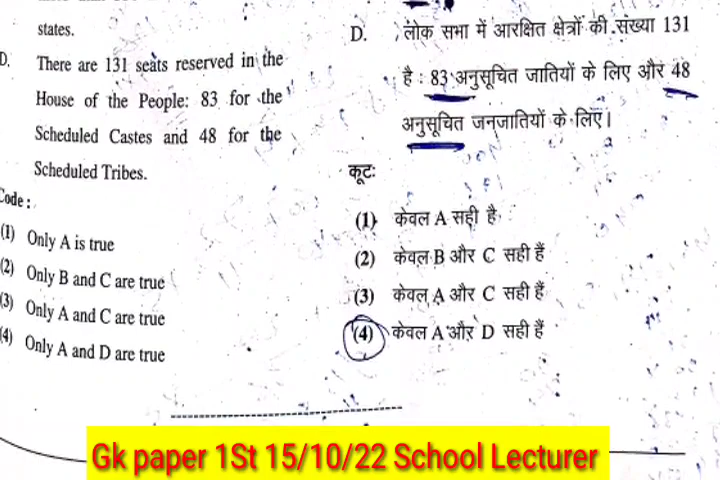 states.
D. There are 131 seats reserved in the
House of the People: 83 for the
Scheduled Castes and 48 for the
Scheduled Tribes.
Code :
(1) Only A is true
(2) Only B and C are true
(3) Only A and C are true
(4) Only A and D are true
D. लोक सभा में आरक्षित क्षेत्रों की संख्या 131
है : 83 अनुसूचित जातियों के लिए और 48
अनुसूचित जनजातियों के लिए।
कूटः
(1) केवल A सही है
(2) केवल B और C सही हैं
(3) केवल A और C सही हैं
(4) केवल A और D सही हैं
Gk paper 1St 15/10/22 School Lecturer